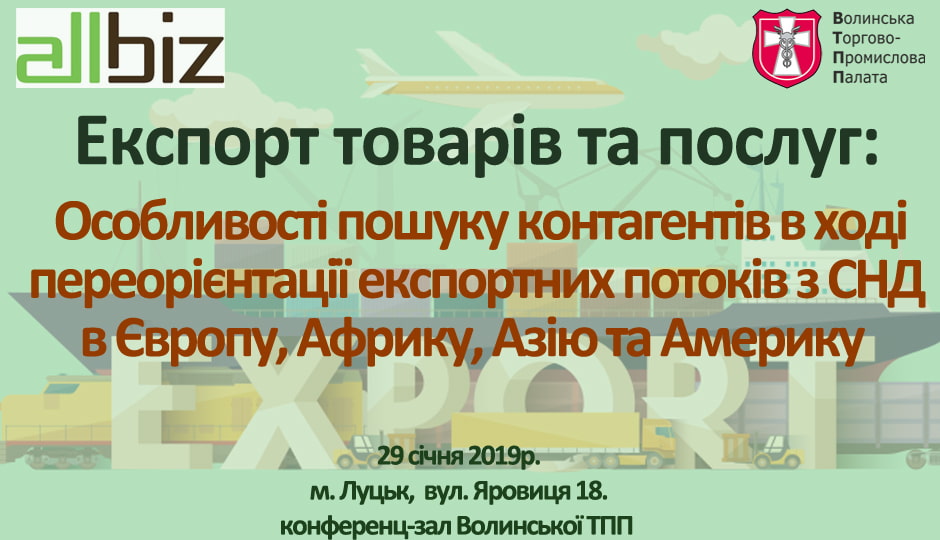 allbiz
Волинська
Торгово-
Промислова
Палата
Експорт товарів та послуг:
Особливості пошуку контагентів в ході
переорієнтації експортних потоків з СНД
в Європу, Африку, Азію та Америку
EXPORT
29 січня 2019р.
м. Луцьк, вул. Яровиця 18.
конференц-зал Волинської ТПП